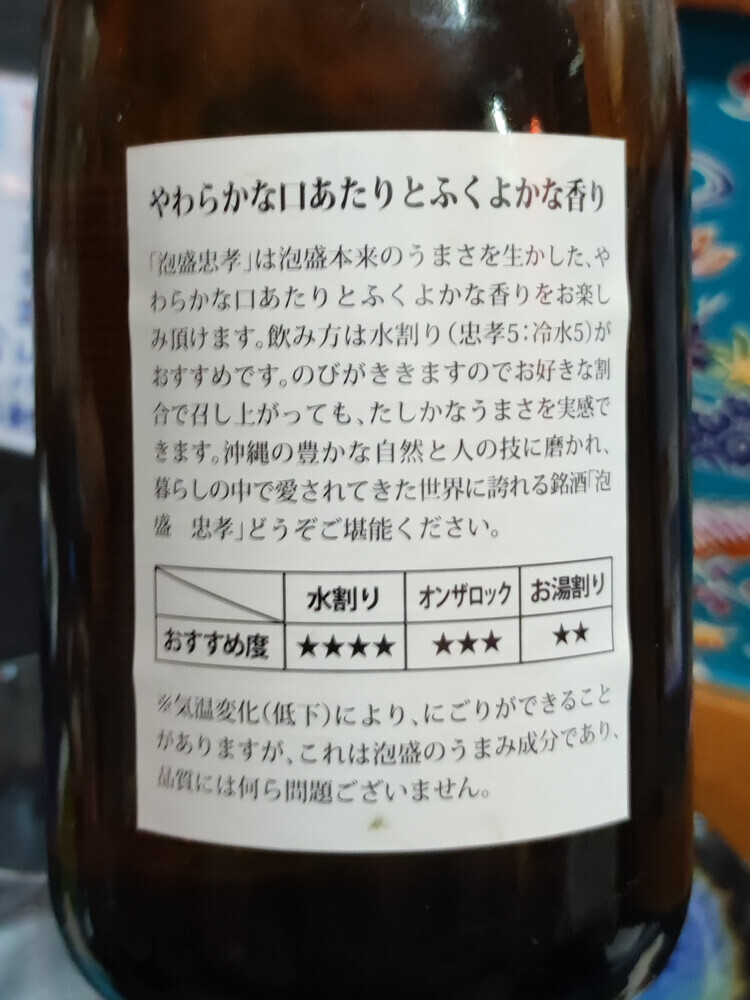 やわらかな口あたりとふくよかな香り
「泡盛忠孝」は泡盛本来のうまさを生かした、や
わらかな口あたりとふくよかな香りをお楽し
み頂けます。飲み方は水割り(忠孝5:冷水5)が
おすすめです。のびがききますのでお好きな割
合で召し上がっても、たしかなうまさを実感で
きます。沖縄の豊かな自然と人の技に磨かれ、
暮らしの中で愛されてきた世界に誇れる銘酒「泡
盛　忠孝」どうぞご堪能ください。
水割り オンザロック お湯割り
おすすめ度 ★★★★ ★★★ ★★
※気温変化(低下)により、にごりができること
がありますが、これは泡盛のうまみ成分であり、
品質には何ら問題ございません。